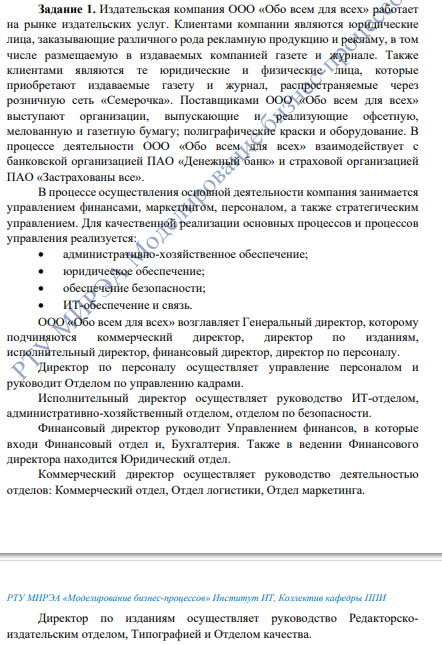 Задание 1. Издательская компания ООО «Обо всем для всех» работает
на рынке издательских услуг. Клиентами компании являются юридические
лица, заказывающие различного рода рекламную продукцию и рекламу, в том
числе размещаемую в издаваемых компанией газете и журнале. Также
клиентами являются те юридические и физические лица, которые
приобретают издаваемые газету и журнал, распространяемые через
розничную сеть «Семерочка». Поставщиками ООО «Обо всем для всех»
выступают организации, выпускающие и реализующие офсетную,
мелованную и газетную бумагу; полиграфические краски и оборудование. В
процессе деятельности ООО «Обо всем для всех» взаимодействует с
банковской организацией ПАО «Денежный банк» и страховой организацией
ПАО «Застрахованы все».
В процессе осуществления основной деятельности компания занимается
управлением финансами, маркетингом, персоналом, а также стратегическим
управлением. Для качественной реализации основных процессов и процессов
управления реализуется:
• административно-хозяйственное обеспечение;
• юридическое обеспечение;
• обеспечение безопасности;
• ИТ-обеспечение и связь.
ООО «Обо всем для всех» возглавляет Генеральный директор, которому
подчиняются коммерческий директор, директор по изданиям,
исполнительный директор, финансовый директор, директор по персоналу.
Директор по персоналу осуществляет управление персоналом и
руководит Отделом по управлению кадрами.
Исполнительный директор осуществляет руководство ИТ-отделом,
административно-хозяйственный отделом, отделом по безопасности.
Финансовый директор руководит Управлением финансов, в которые
входи Финансовый отдел и, Бухгалтерия. Также в ведении Финансового
директора находится Юридический отдел.
Коммерческий директор осуществляет руководство деятельностью
отделов: Коммерческий отдел, Отдел логистики, Отдел маркетинга.
РТУ МИРЭА «Моделирование бизнес-процессов» Институт ИТ, Коллектив кафедры ППИ
Директор по изданиям осуществляет руководство Редакторско-
издательским отделом, Типографией и Отделом качества.
РТУ МИРЭА Моделирование бизнес-процессо